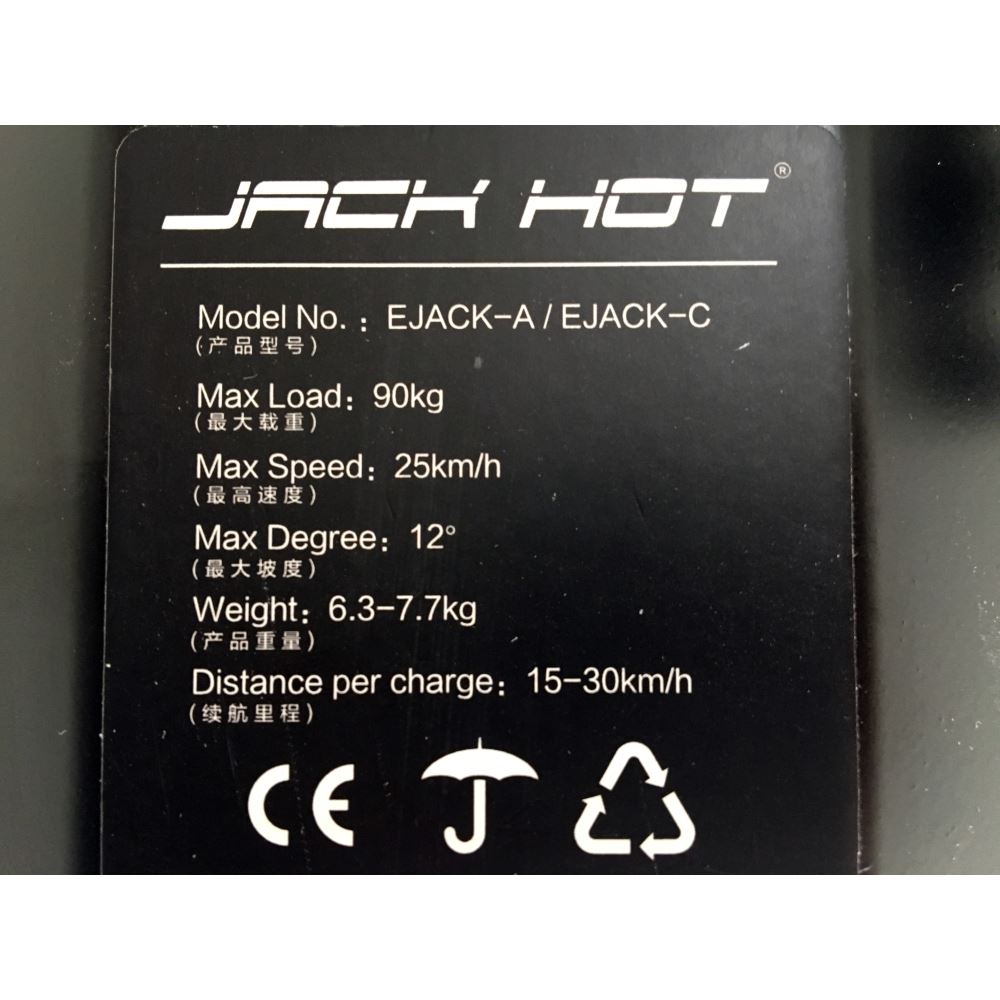 JACK HOT®
Model No. : EJACK-A / EJACK-C
(产品型号)
Max Load: 90kg
(最大载重)
Max Speed: 25km/h
(最高速度)
Max Degree: 12°
(最大坡度)
Weight: 6.3-7.7kg
(产品重量)
Distance per charge: 15-30km/h
(续航里程)
CE